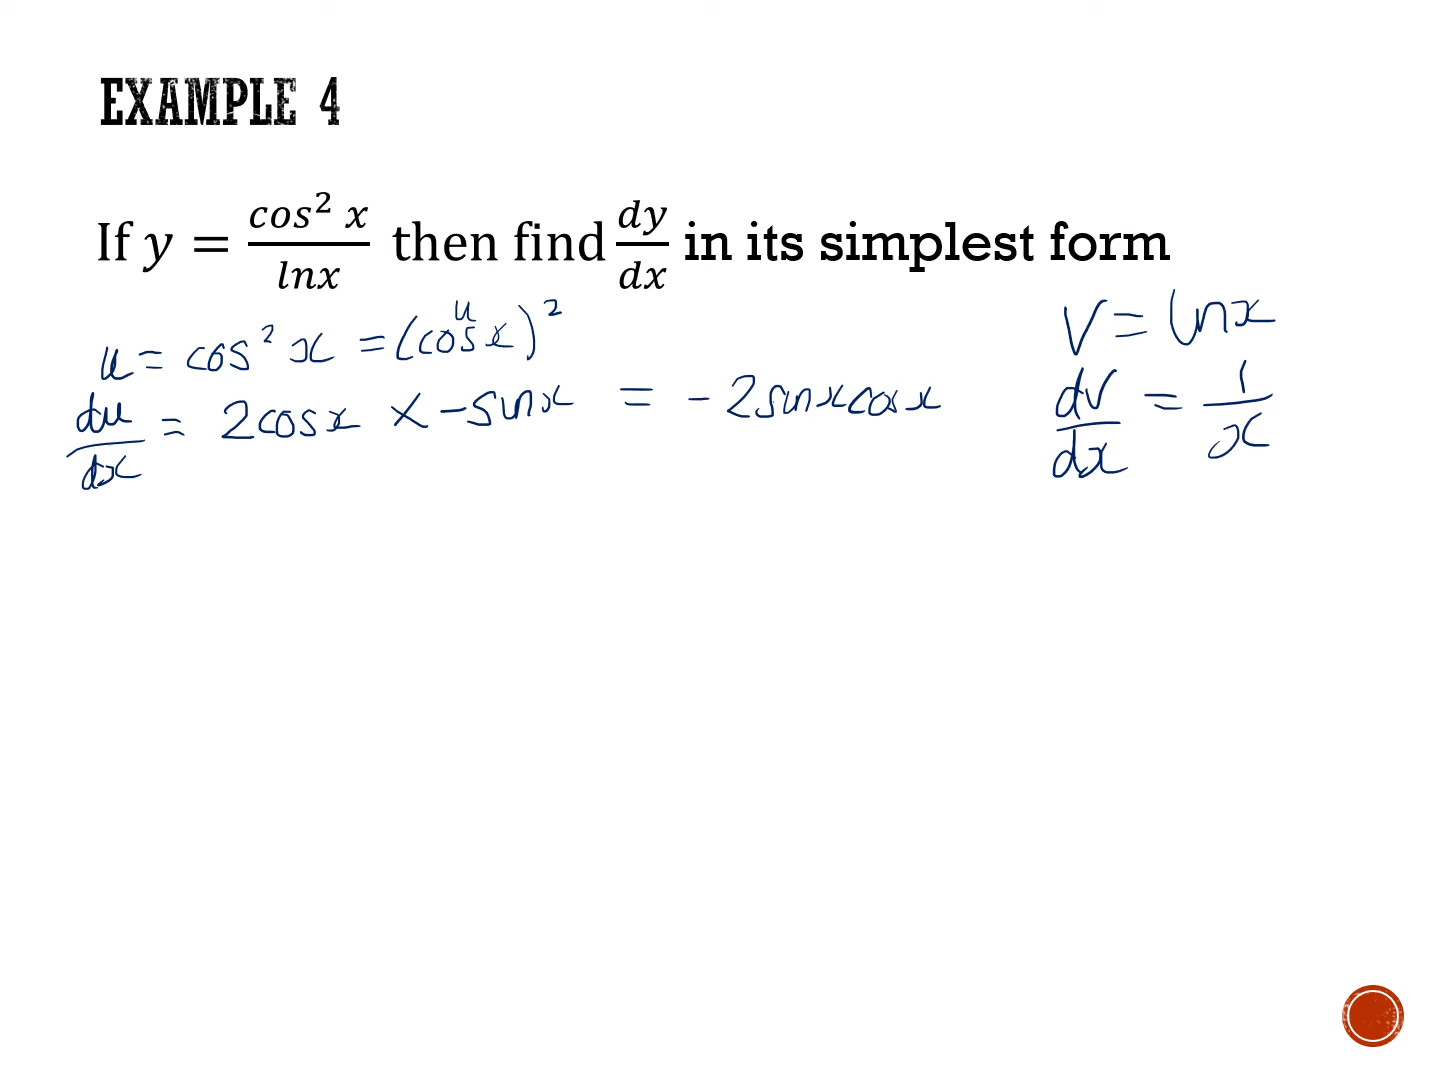 EXAMPLE 4
If y = cos² x / lnx then find dy/dx in its simplest form
u = cos² x = (cos x)² u
du/dx = 2cosx × -sinx = -2sinxcosx
V = lnx
dv/dx = 1/x